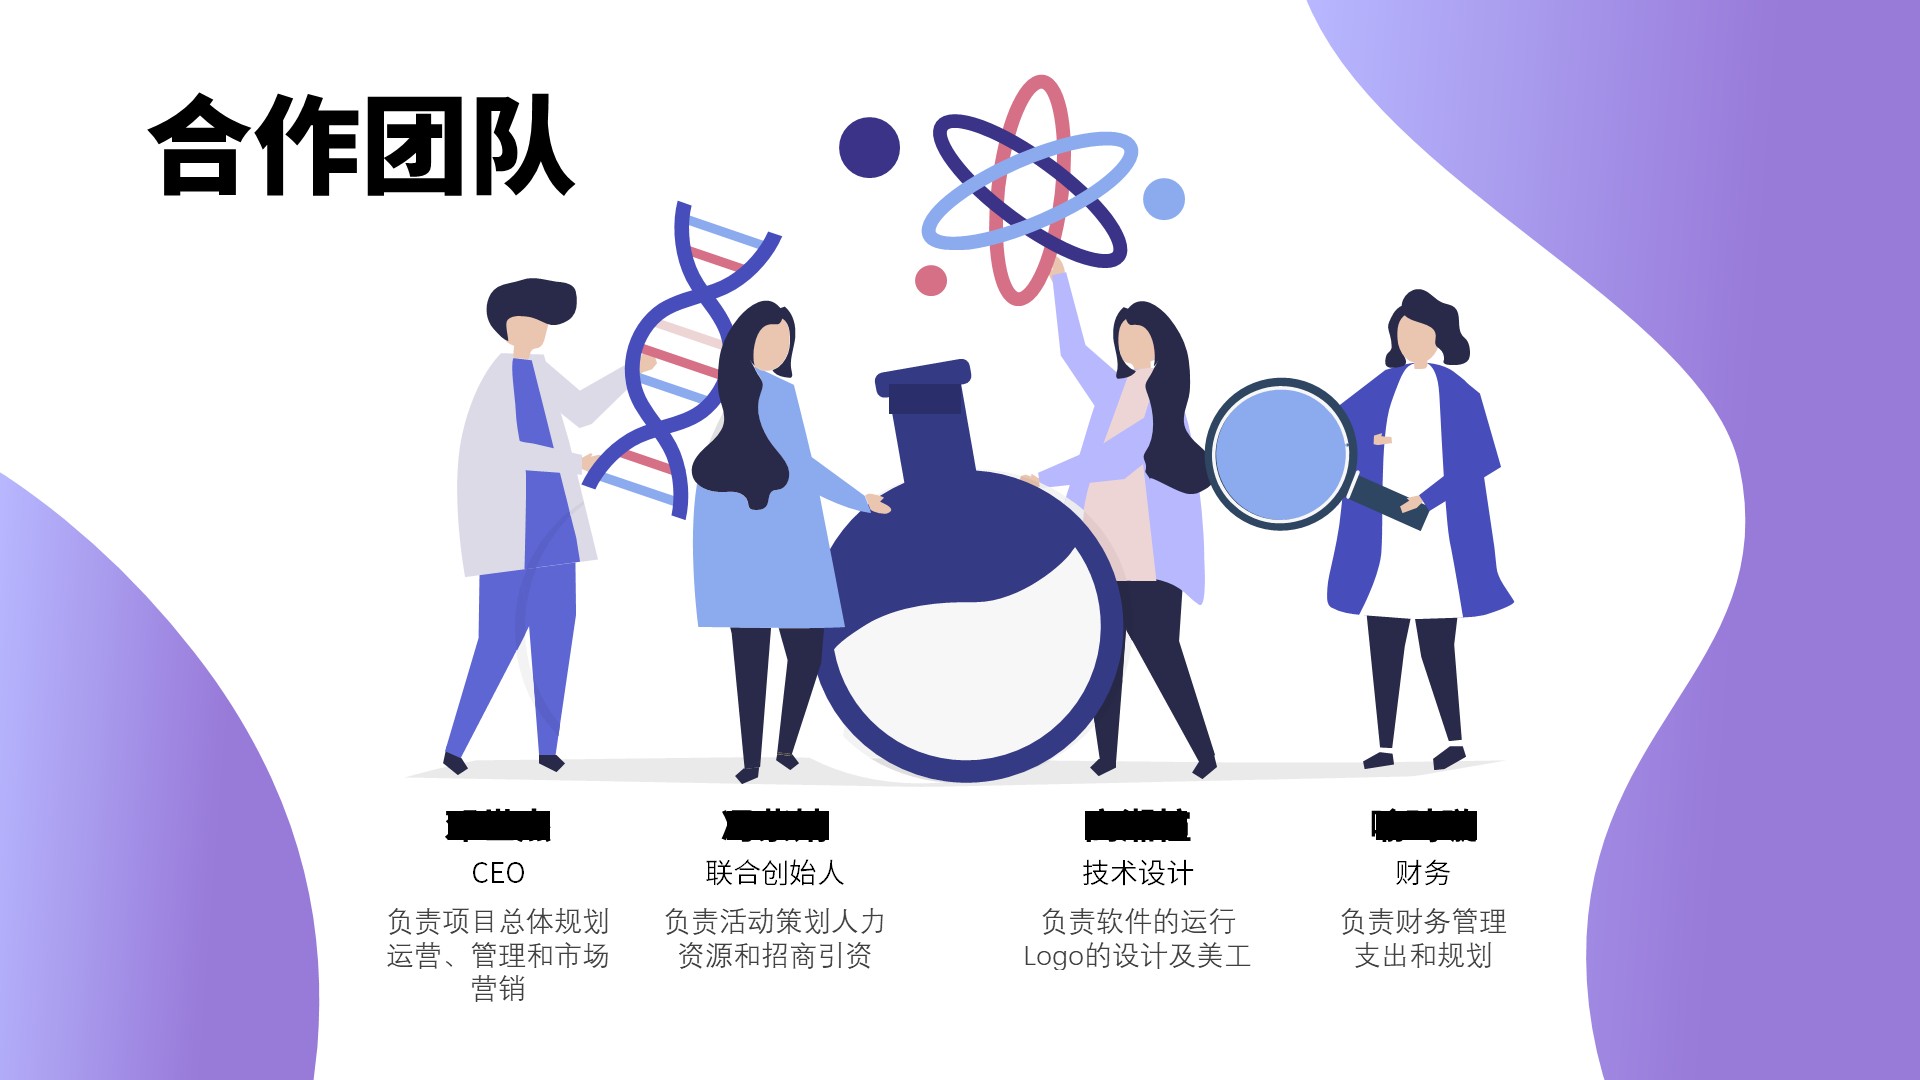 合作团队
CEO
负责项目总体规划
运营、管理和市场
营销
联合创始人
负责活动策划人力
资源和招商引资
技术设计
负责软件的运行
Logo的设计及美工
财务
负责财务管理
支出和规划